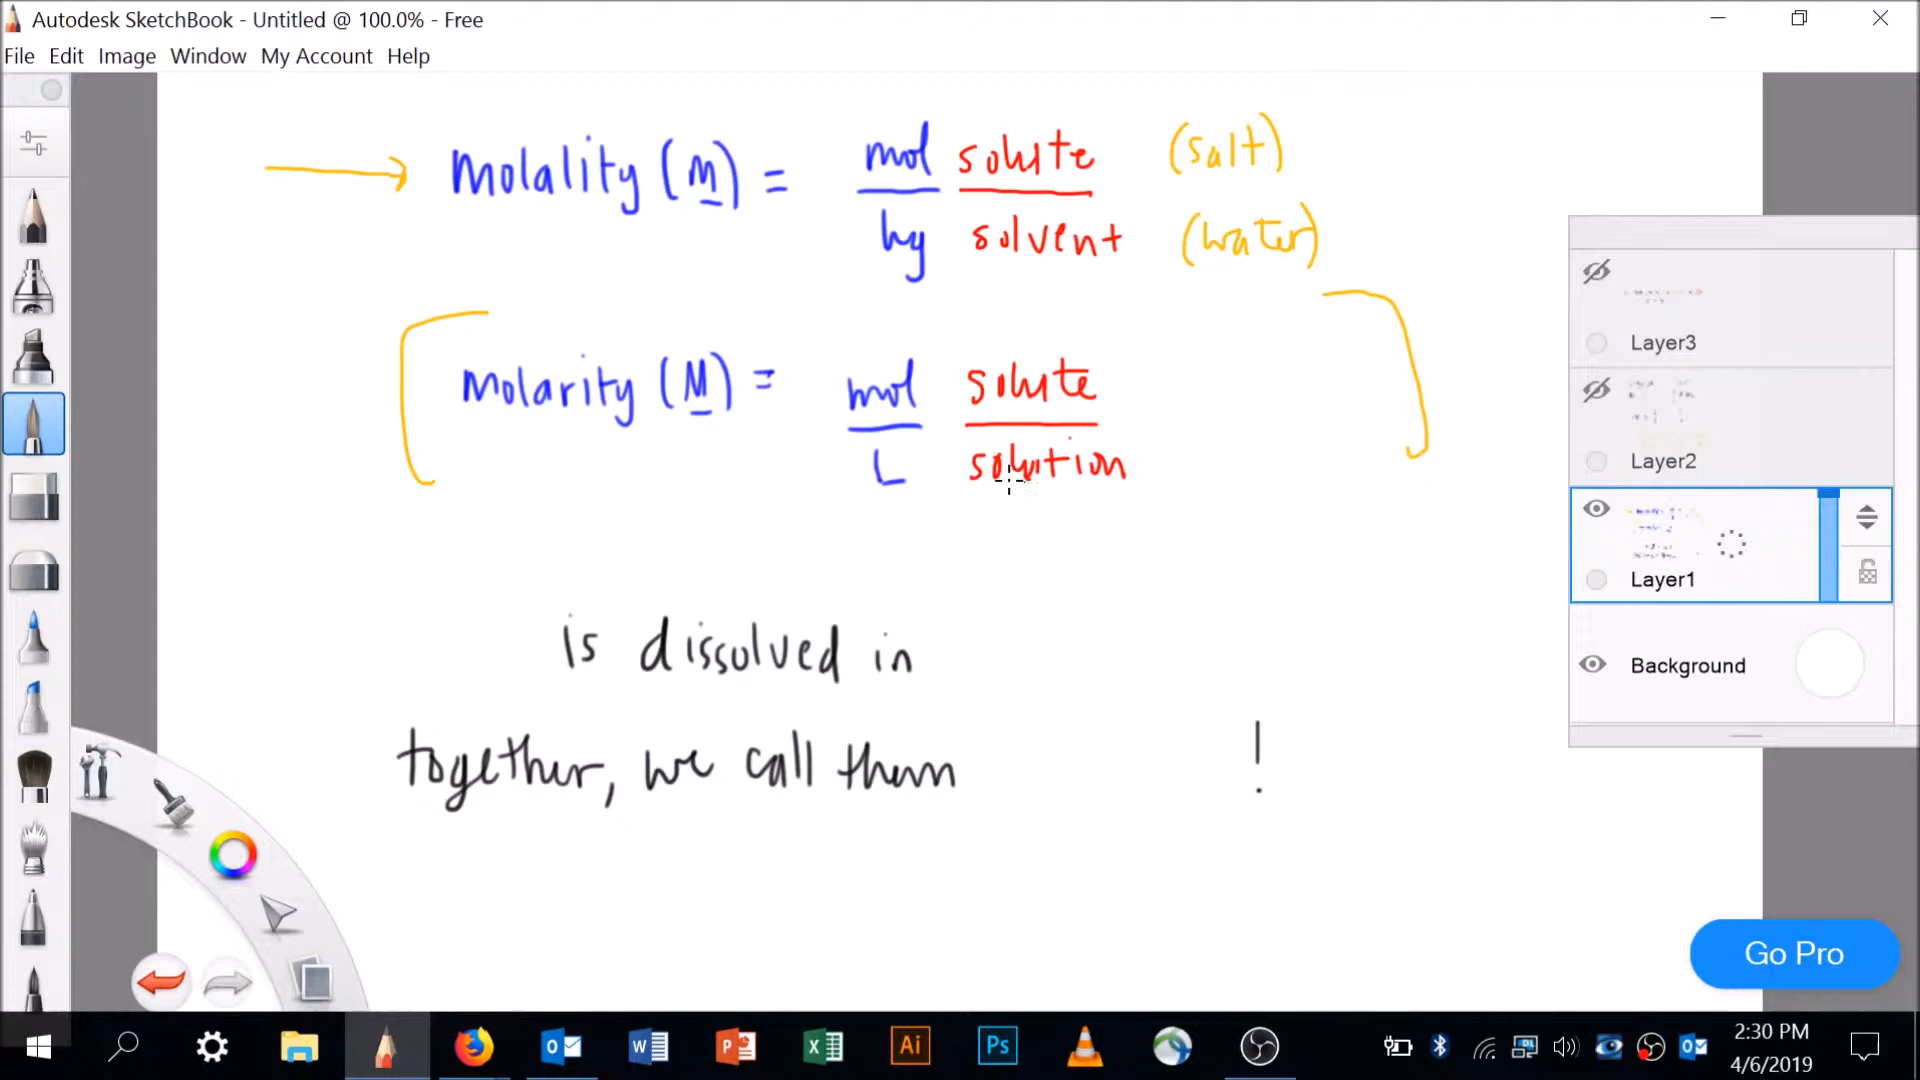 Autodesk SketchBook - Untitled @ 100.0% - Free
File Edit Image Window My Account Help
molality (M) = mol solute (salt)
kg solvent (water)
molarity (M) = mol solute
L solution
is dissolved in
together, we call them !
Layer3
Layer2
Layer1
Background
Go Pro
Ai
Ps
2:30 PM
4/6/2019